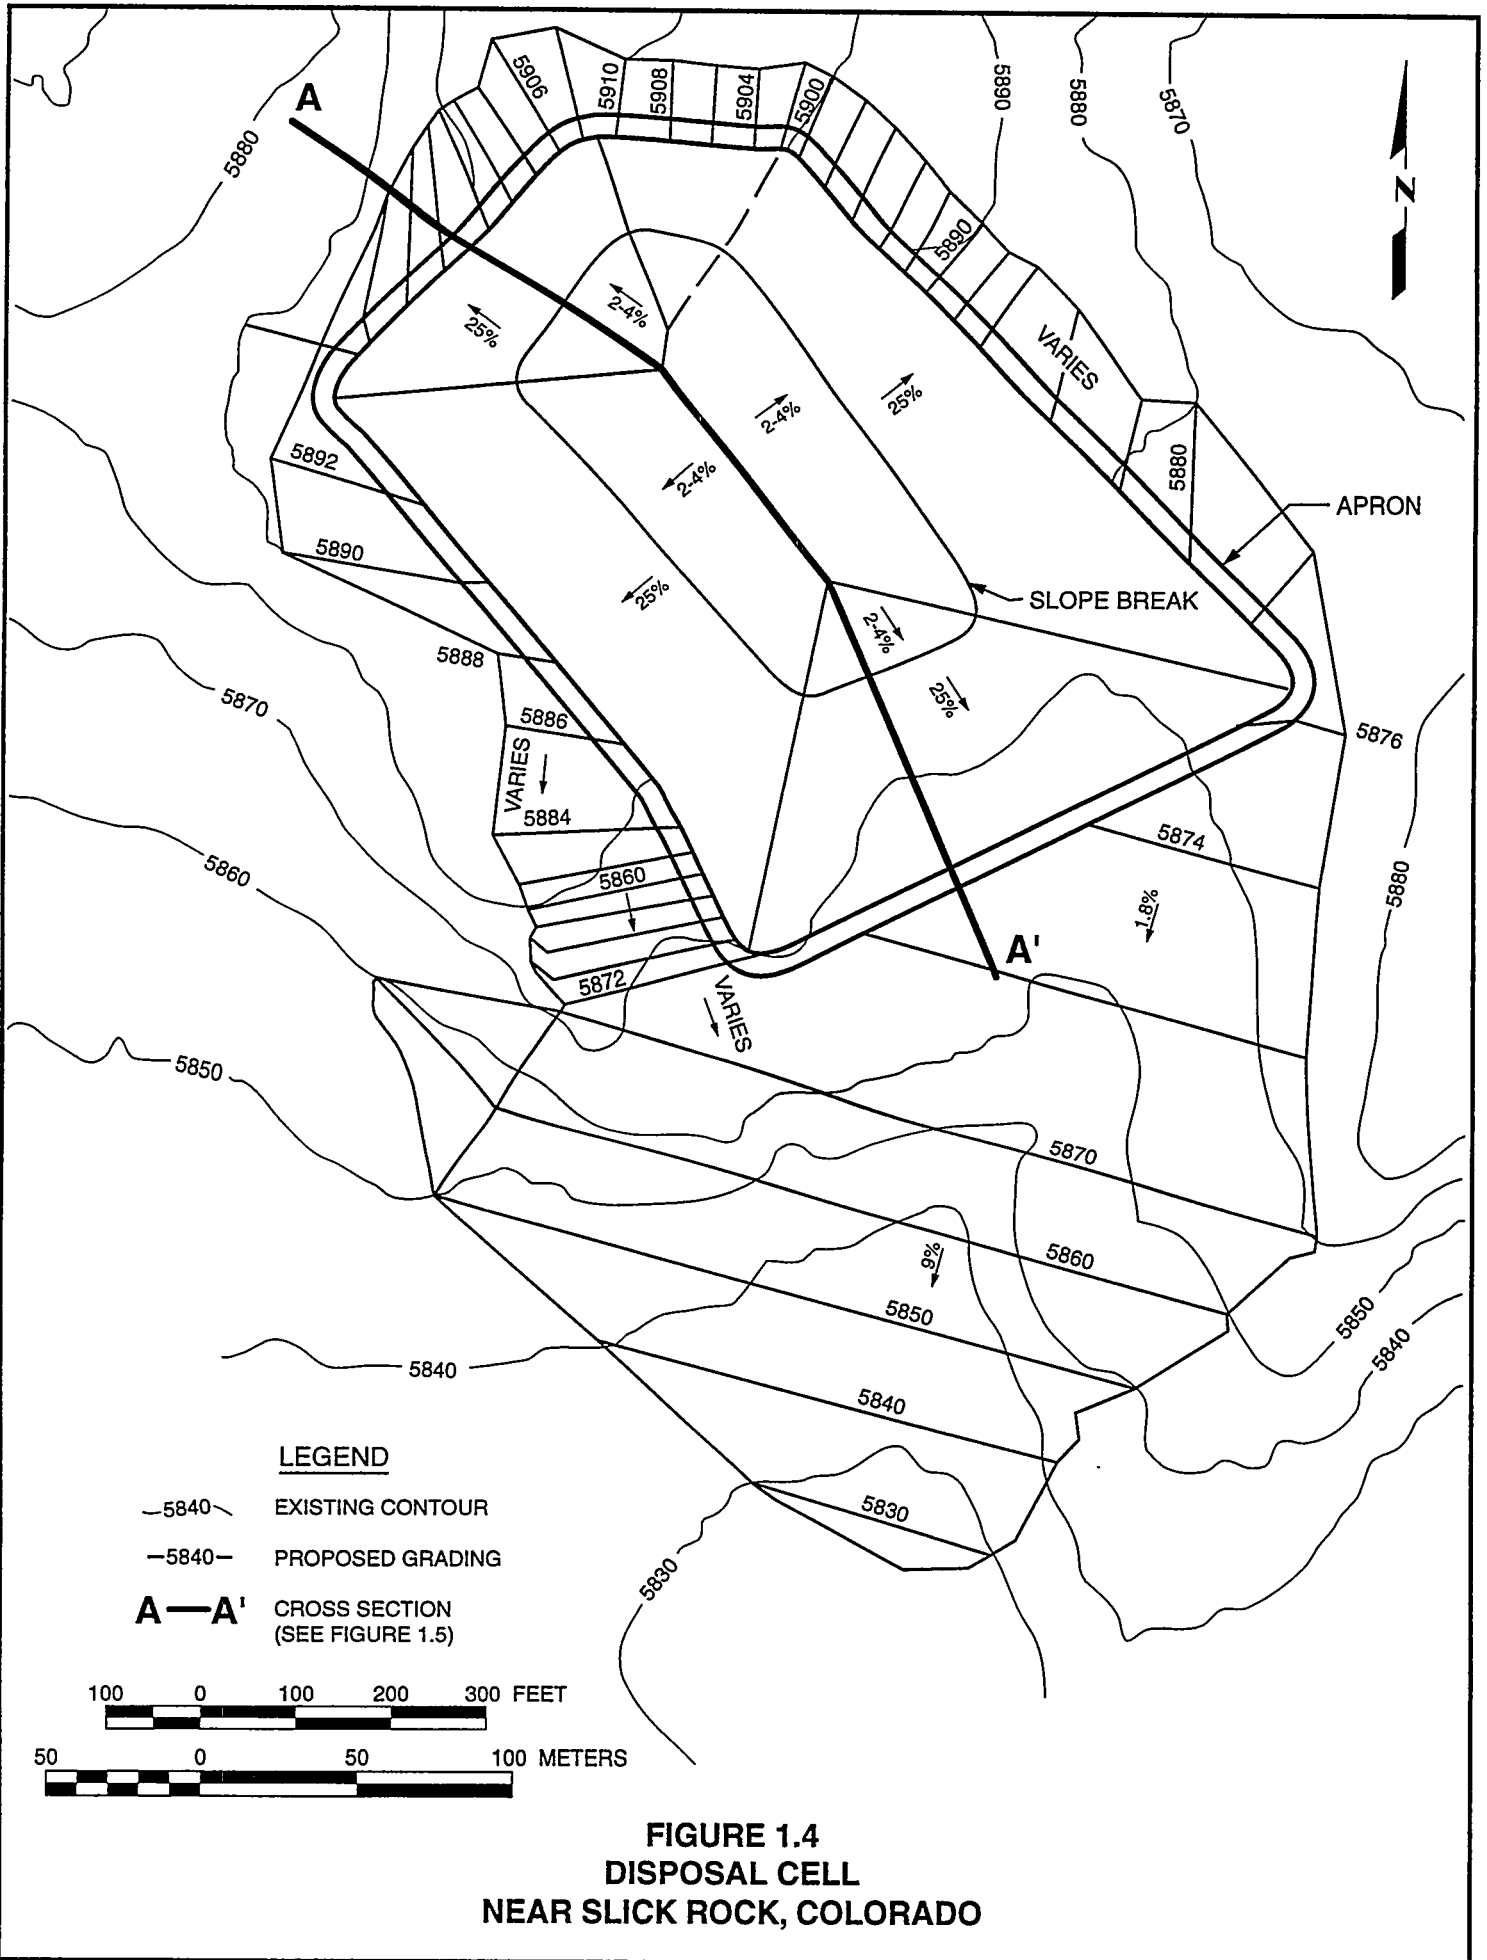 A
5906
5910
5908
5904
5900
5890
5880
5870
5880
N
5890
2-4%
25%
VARIES
2-4%
25%
5892
2-4%
5880
APRON
5890
25%
SLOPE BREAK
2-4%
5888
25%
5870
5886
5876
VARIES
5884
5874
5860
5860
5880
1.8%
A'
5872
VARIES
5850
5870
9%
5860
5850
5850
5840
5840
5840
LEGEND
5830
—5840— EXISTING CONTOUR
—5840— PROPOSED GRADING
5830
A — A' CROSS SECTION
(SEE FIGURE 1.5)
100 0 100 200 300 FEET
50 0 50 100 METERS
FIGURE 1.4
DISPOSAL CELL
NEAR SLICK ROCK, COLORADO